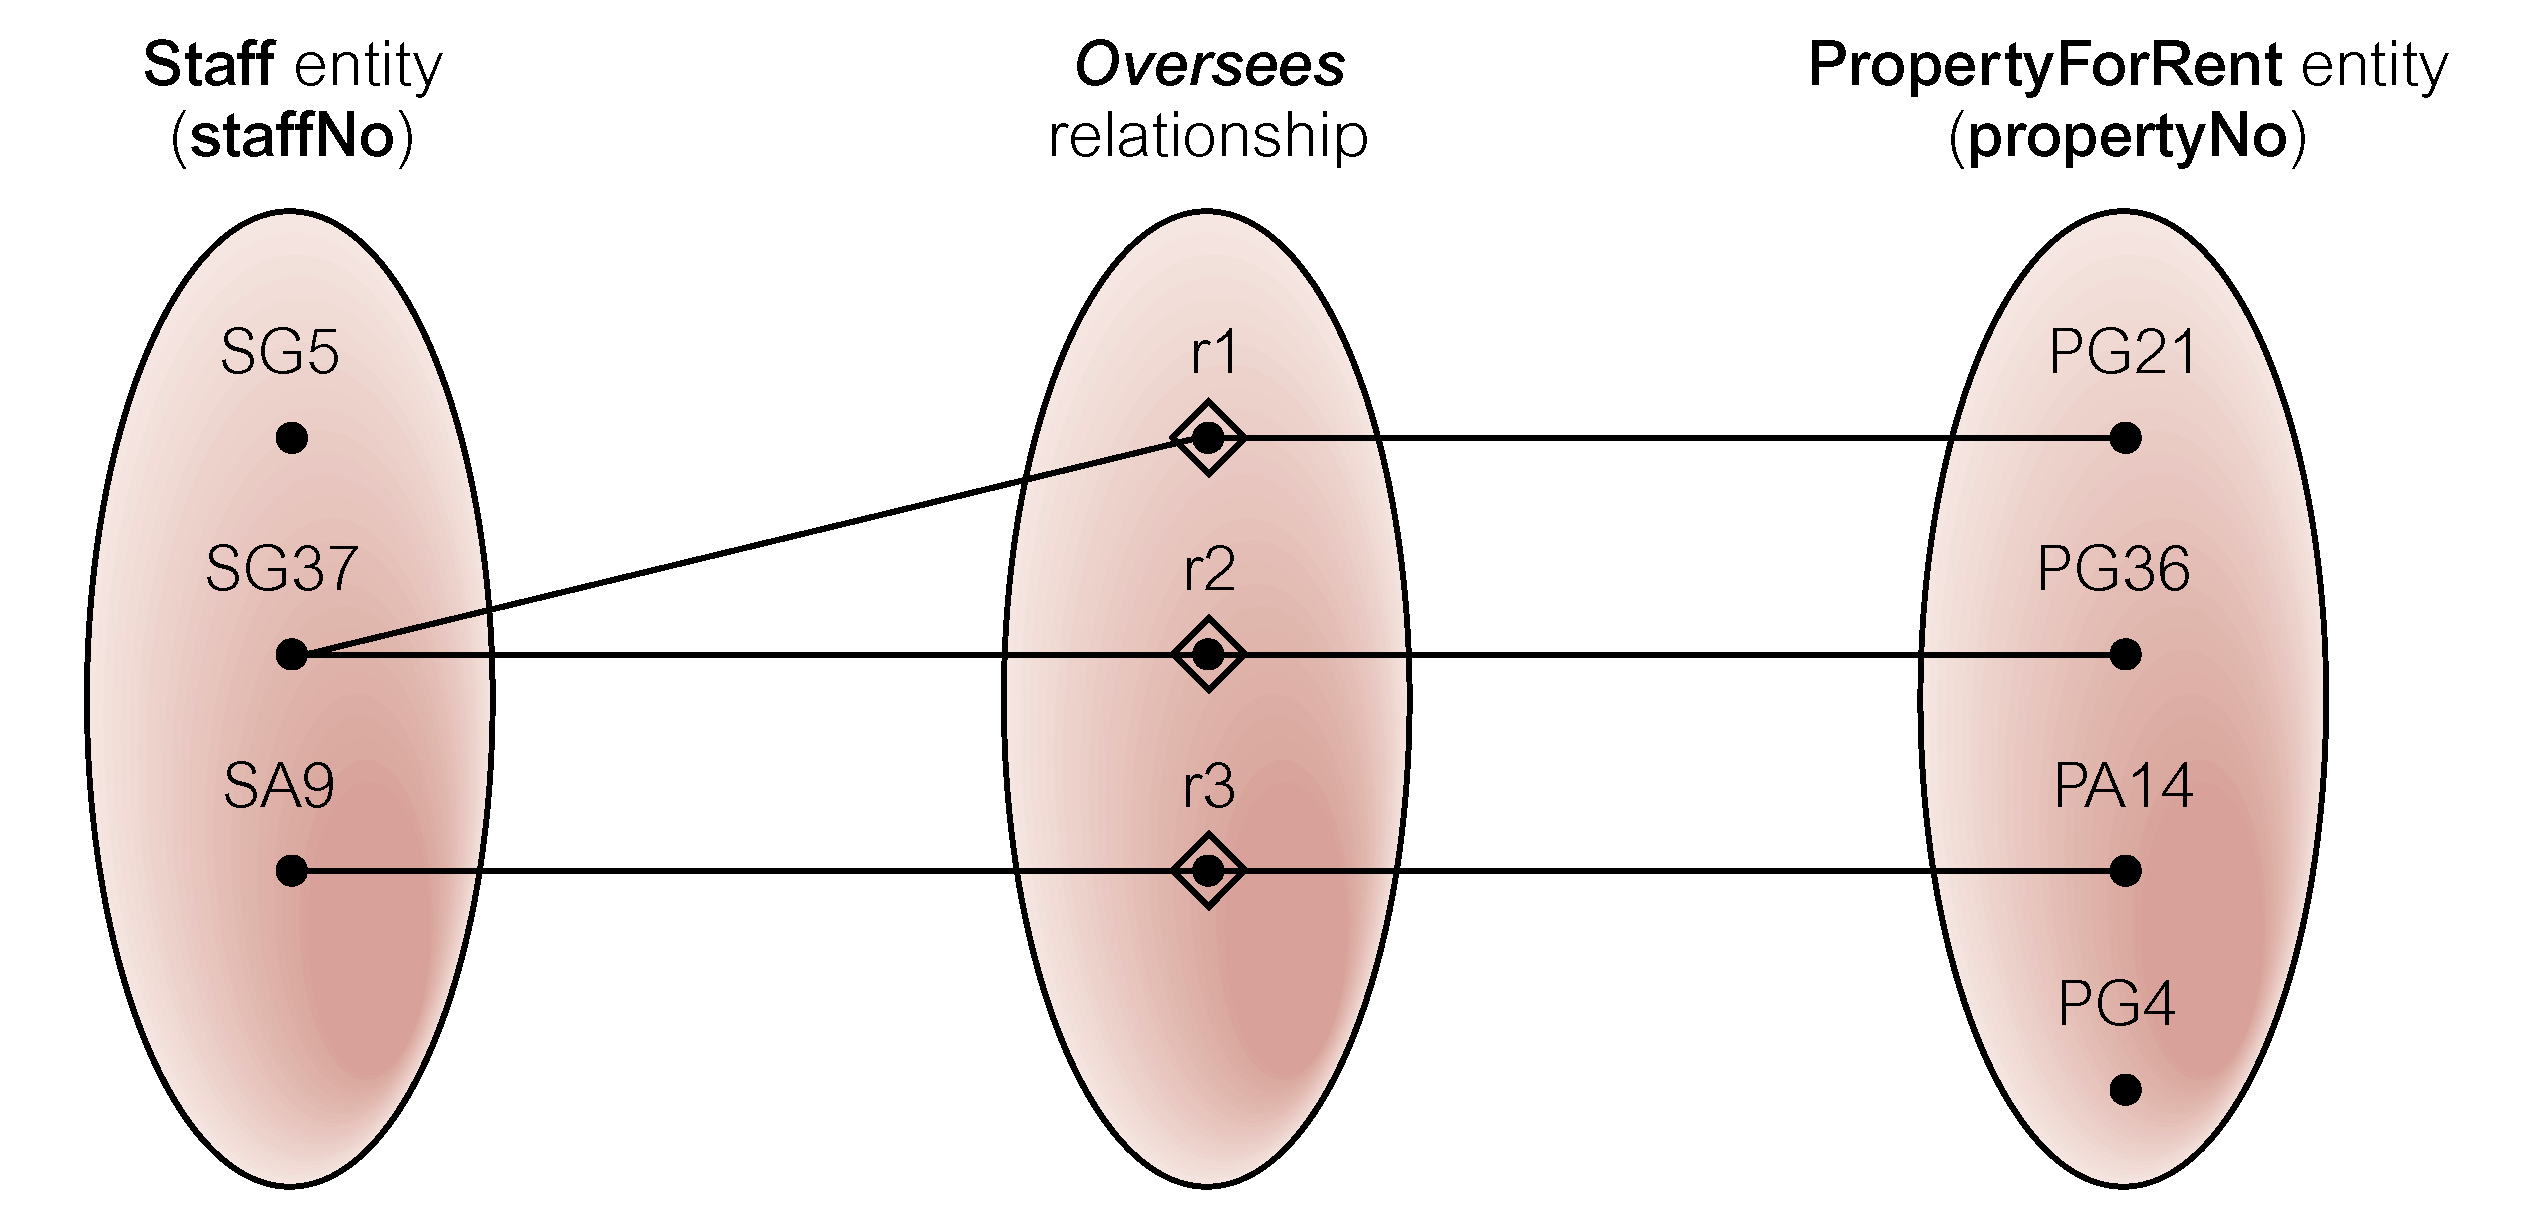 Staff entity
(staffNo)
Oversees
relationship
PropertyForRent entity
(propertyNo)
SG5
r1
PG21
SG37
r2
PG36
SA9
r3
PA14
PG4